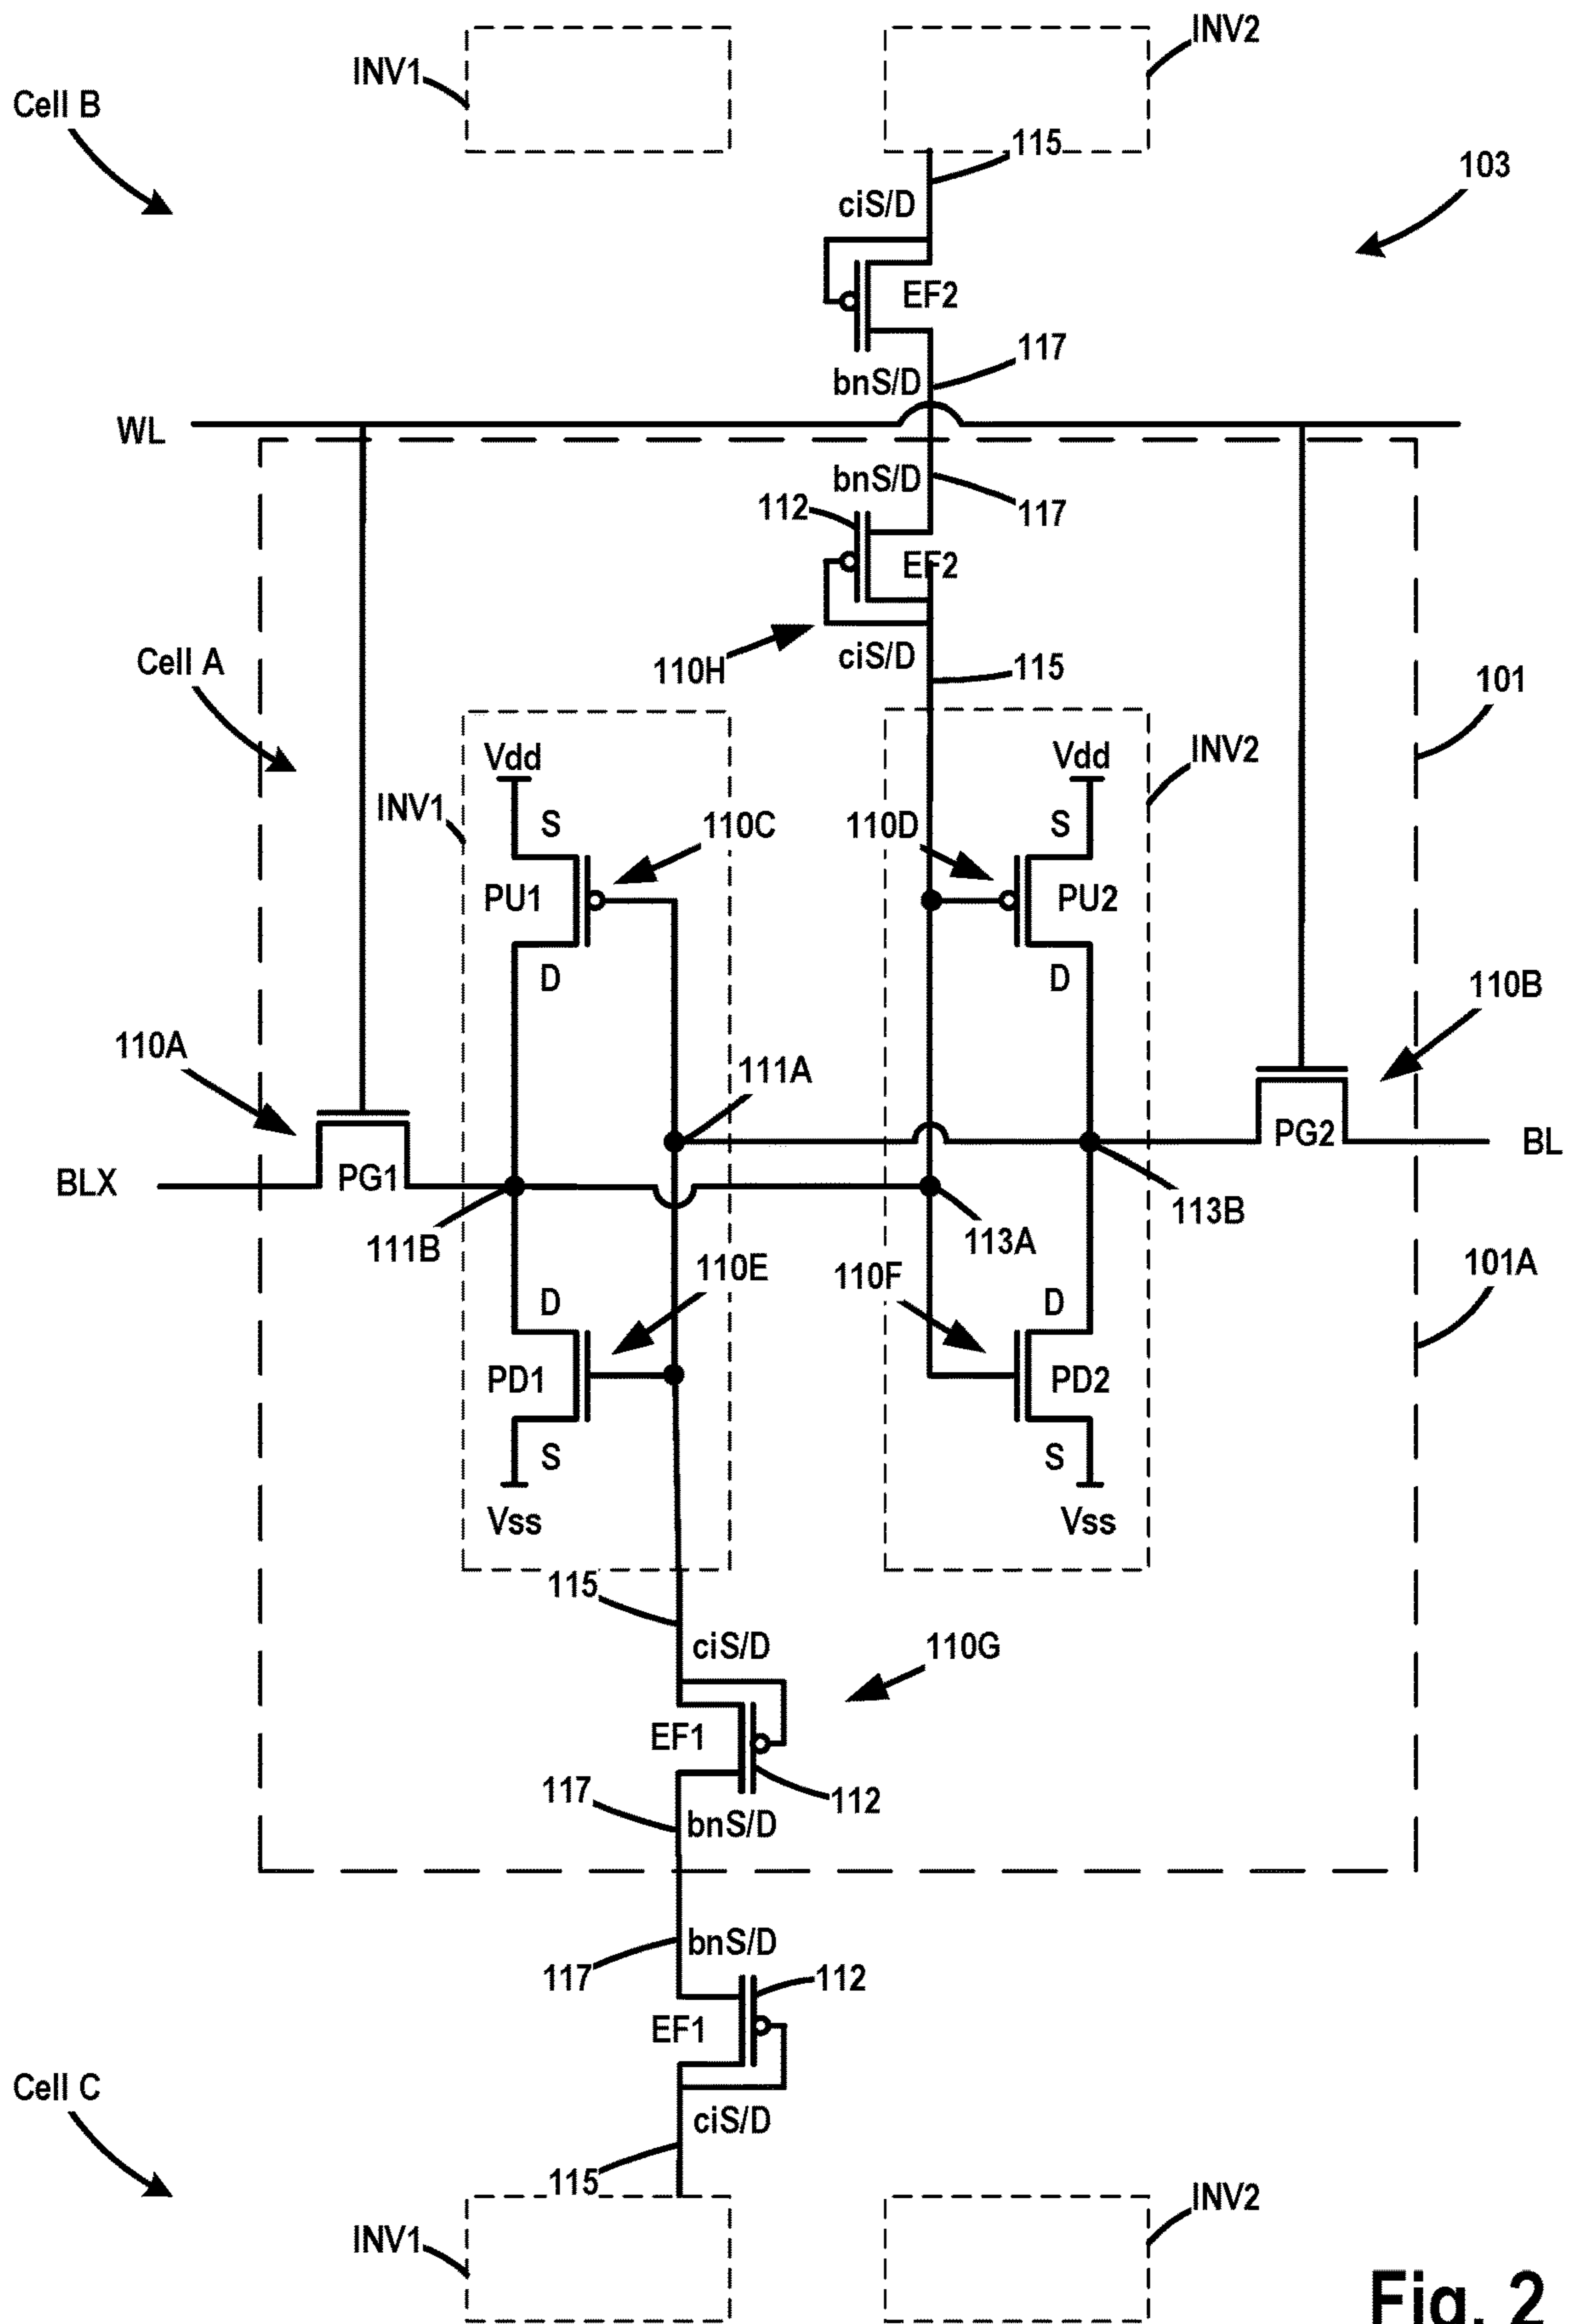 INV2
INV1
Cell B
115
103
ciS/D
EF2
117
bnS/D
WL
bnS/D
112
117
EF2
Cell A
110H
ciS/D
115
101
Vdd
Vdd
INV2
INV1
S
110C
110D
S
PU1
PU2
D
D
110B
110A
111A
PG2
BL
BLX
PG1
113B
111B
113A
110E
110F
101A
D
D
PD1
PD2
S
S
Vss
Vss
115
ciS/D
110G
EF1
117
112
bnS/D
bnS/D
117
112
EF1
Cell C
ciS/D
115
INV2
INV1
Fig. 2